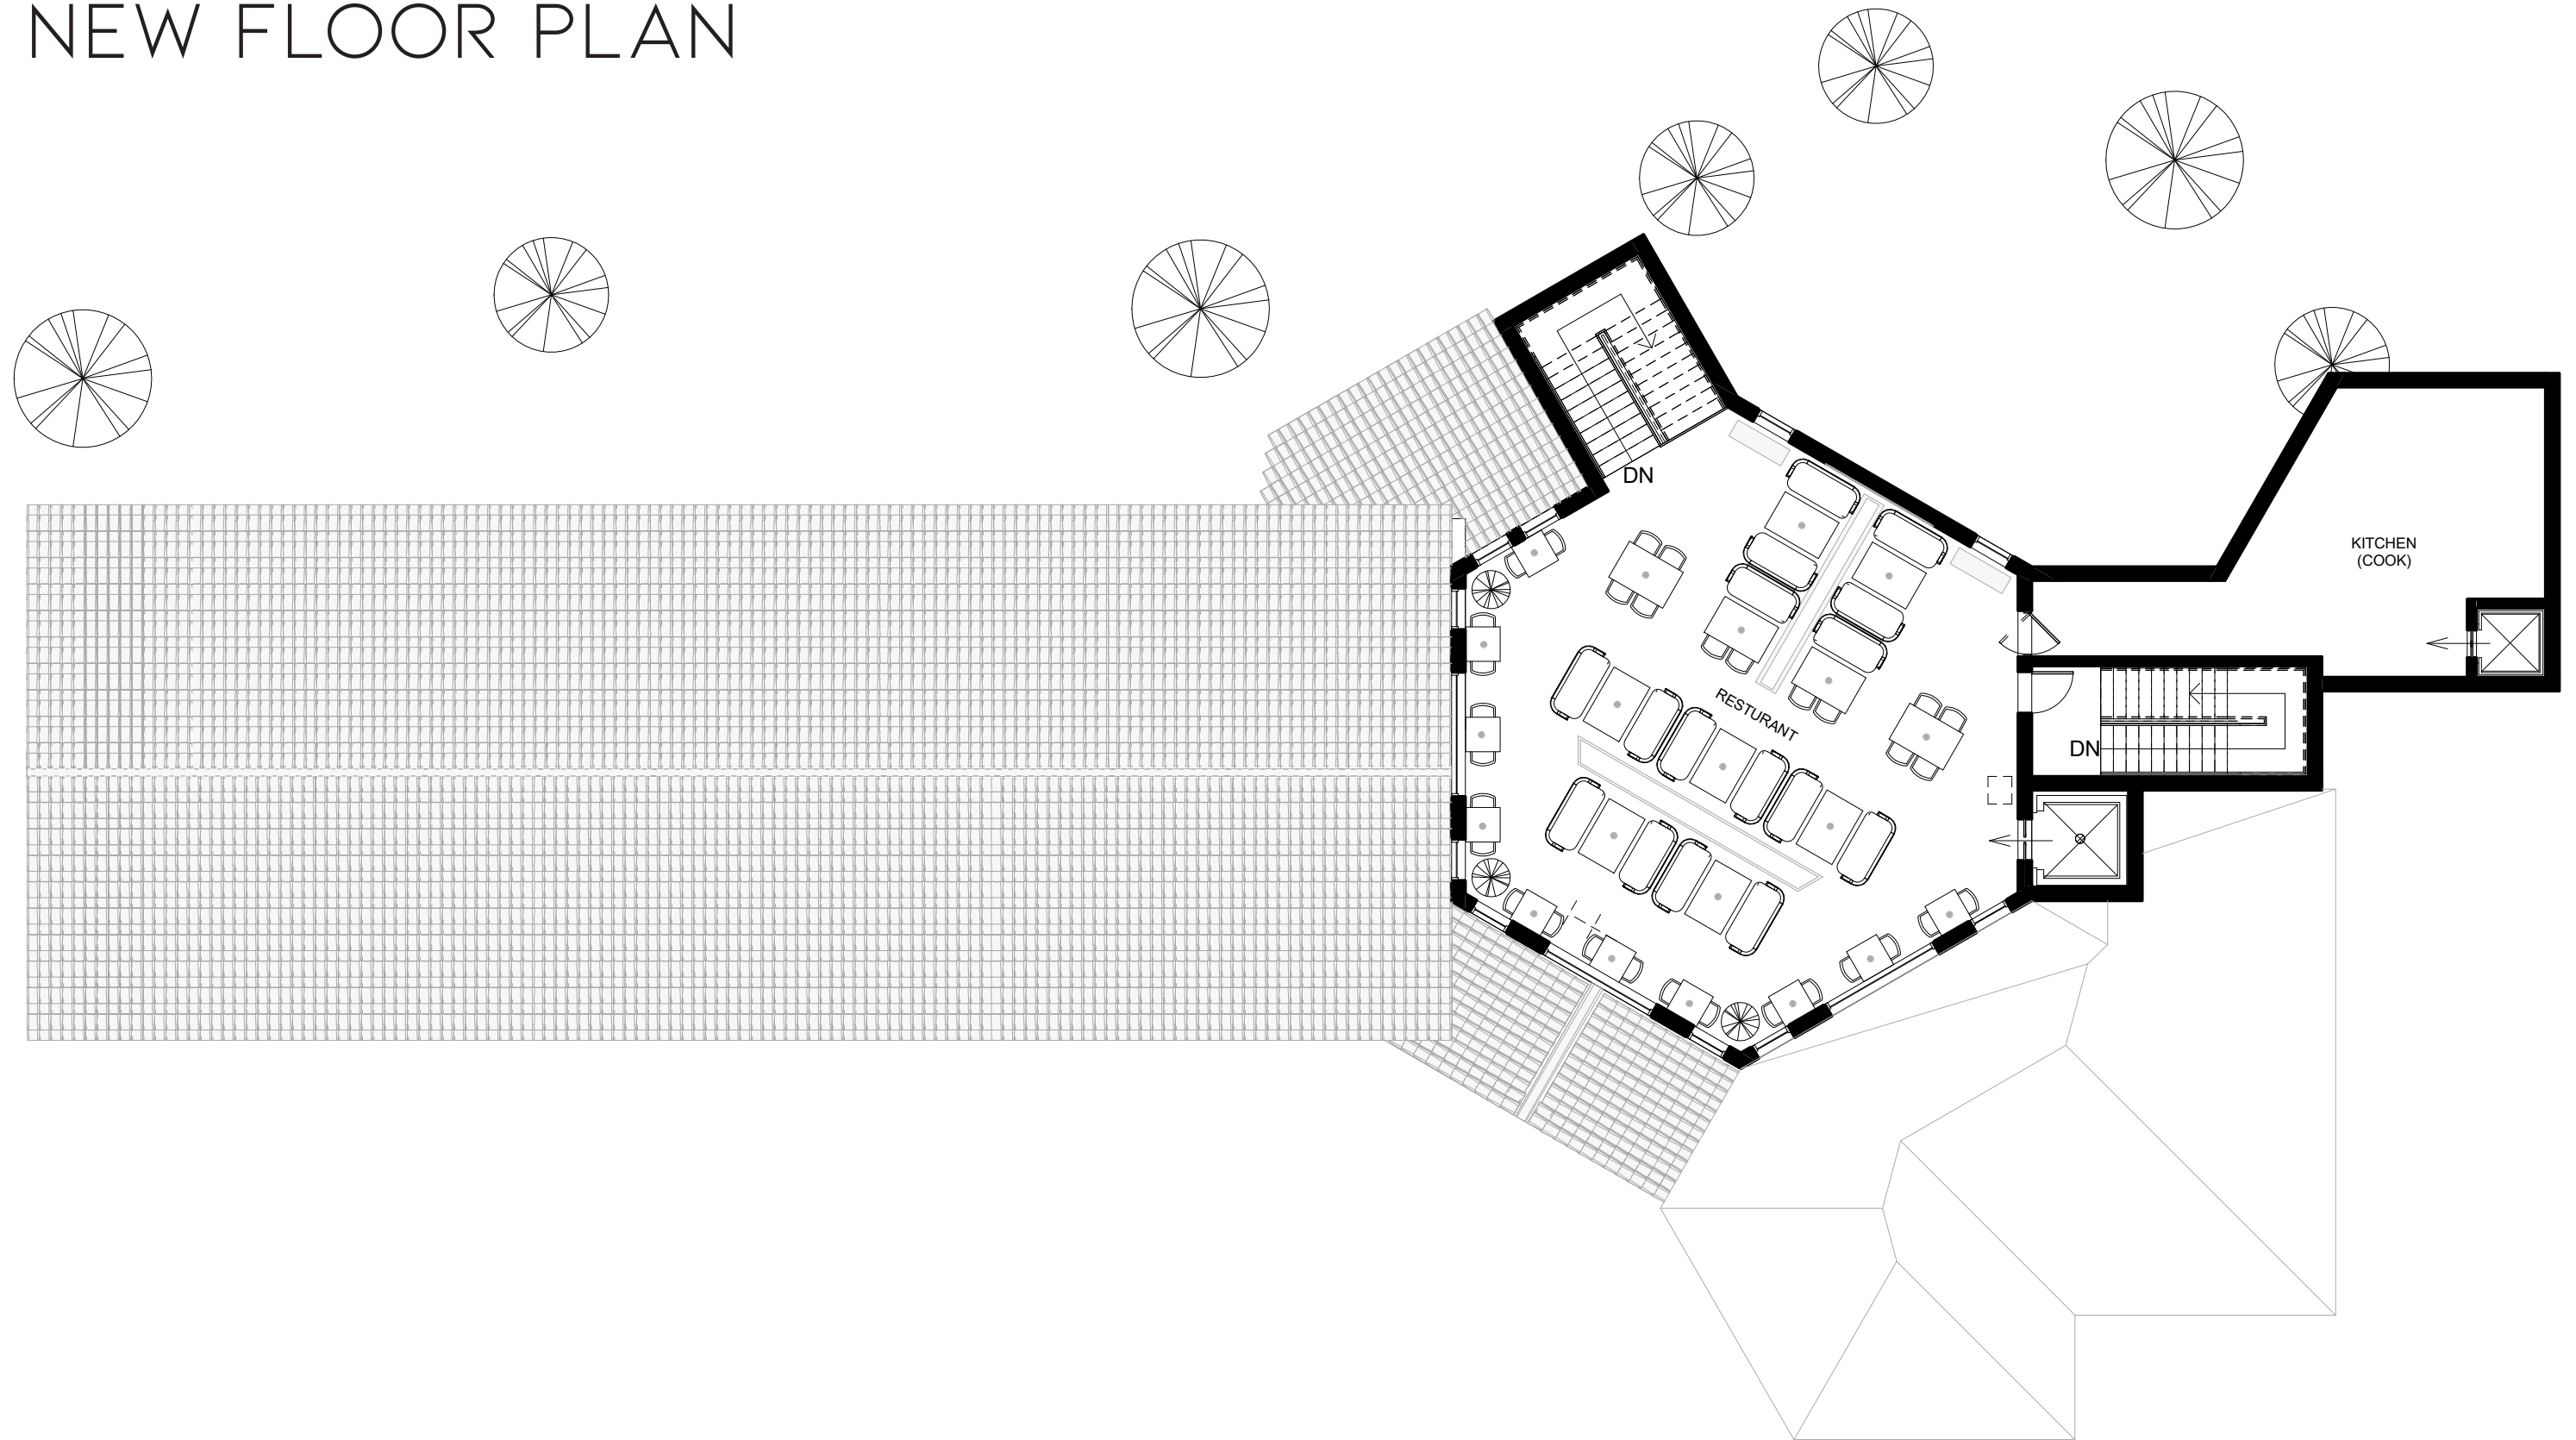 NEW FLOOR PLAN
DN
KITCHEN
(COOK)
RESTURANT
DN